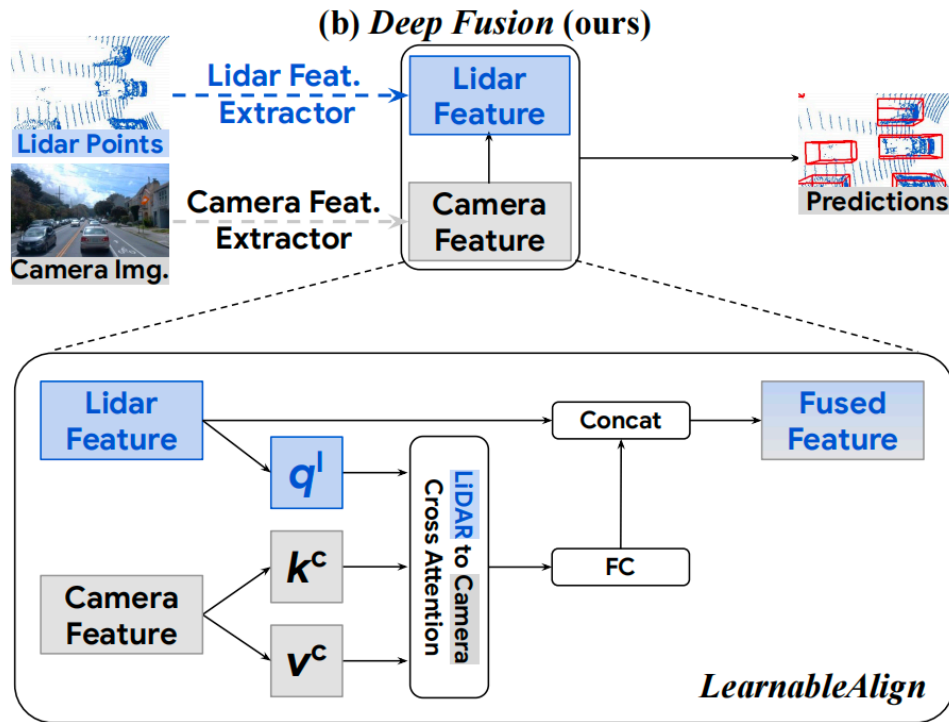 (b) Deep Fusion (ours)
Lidar Points
Lidar Feat.
Extractor
Lidar
Feature
Camera Img.
Camera Feat.
Extractor
Camera
Feature
Predictions
Lidar
Feature
Camera
Feature
q^l
k^c
v^c
LiDAR to Camera
Cross Attention
Concat
FC
Fused
Feature
LearnableAlign